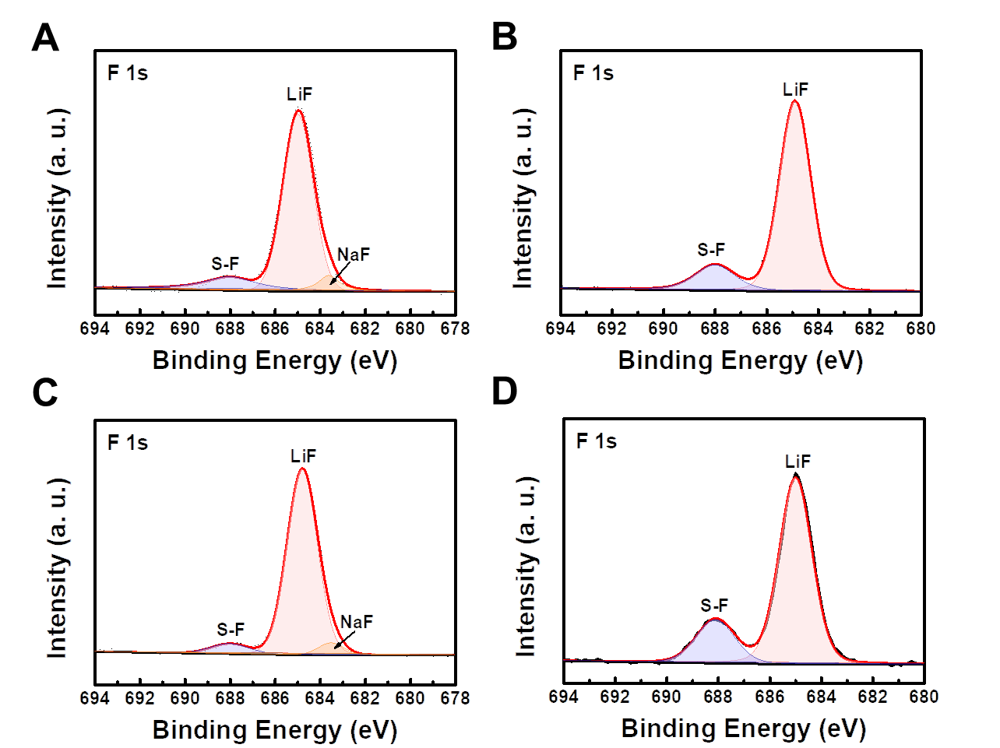 A
F 1s
LiF
S-F
NaF
Intensity (a. u.)
694 692 690 688 686 684 682 680 678
Binding Energy (eV)
B
F 1s
LiF
S-F
Intensity (a. u.)
694 692 690 688 686 684 682 680
Binding Energy (eV)
C
F 1s
LiF
S-F
NaF
Intensity (a. u.)
694 692 690 688 686 684 682 680 678
Binding Energy (eV)
D
F 1s
LiF
S-F
Intensity (a. u.)
694 692 690 688 686 684 682 680
Binding Energy (eV)